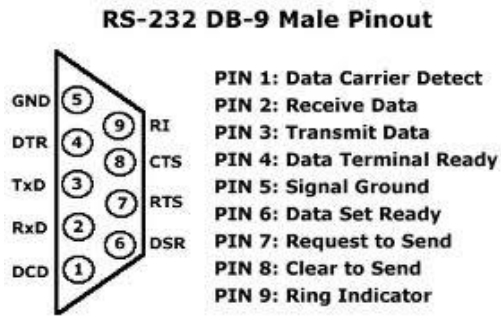 RS-232 DB-9 Male Pinout
GND 5
9 RI
DTR 4
8 CTS
TxD 3
7 RTS
RxD 2
6 DSR
DCD 1
PIN 1: Data Carrier Detect
PIN 2: Receive Data
PIN 3: Transmit Data
PIN 4: Data Terminal Ready
PIN 5: Signal Ground
PIN 6: Data Set Ready
PIN 7: Request to Send
PIN 8: Clear to Send
PIN 9: Ring Indicator